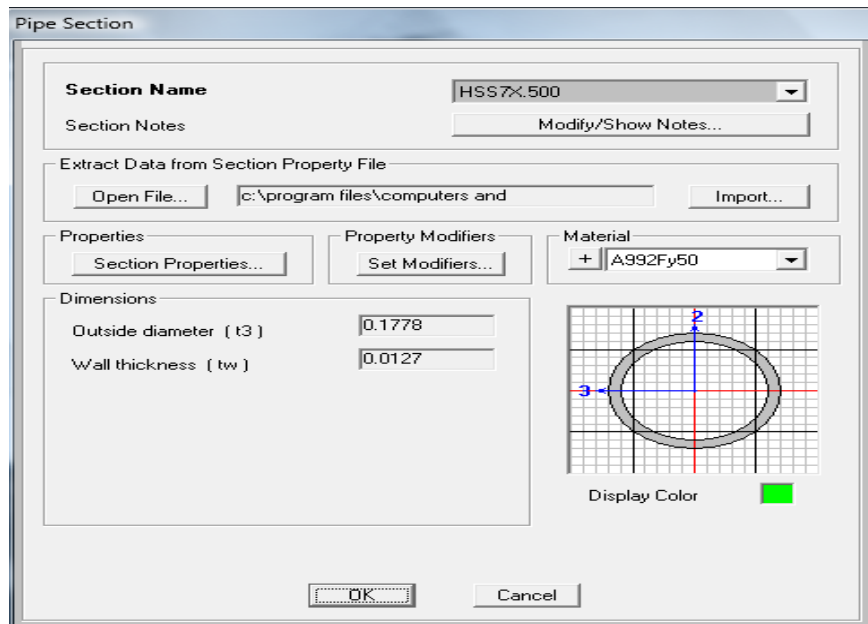 Pipe Section
Section Name
HSS7X.500
Section Notes
Modify/Show Notes...
Extract Data from Section Property File
Open File...
c:\program files\computers and
Import...
Properties
Section Properties...
Property Modifiers
Set Modifiers...
Material
+
A992Fy50
Dimensions
Outside diameter ( t3 )
0.1778
Wall thickness ( tw )
0.0127
2
3
Display Color
OK
Cancel